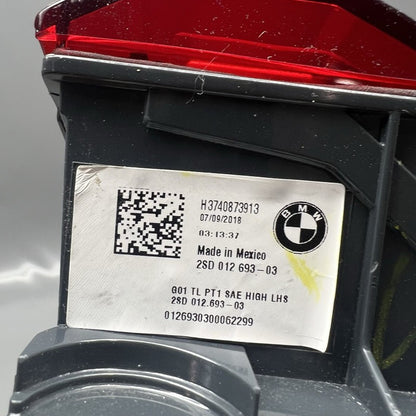 H3740873913
07/09/2018
03:13:37
BMW
Made in Mexico
2SD 012 693-03
G01 TL PT1 SAE HIGH LHS
2SD 012.693-03
0126930300062299